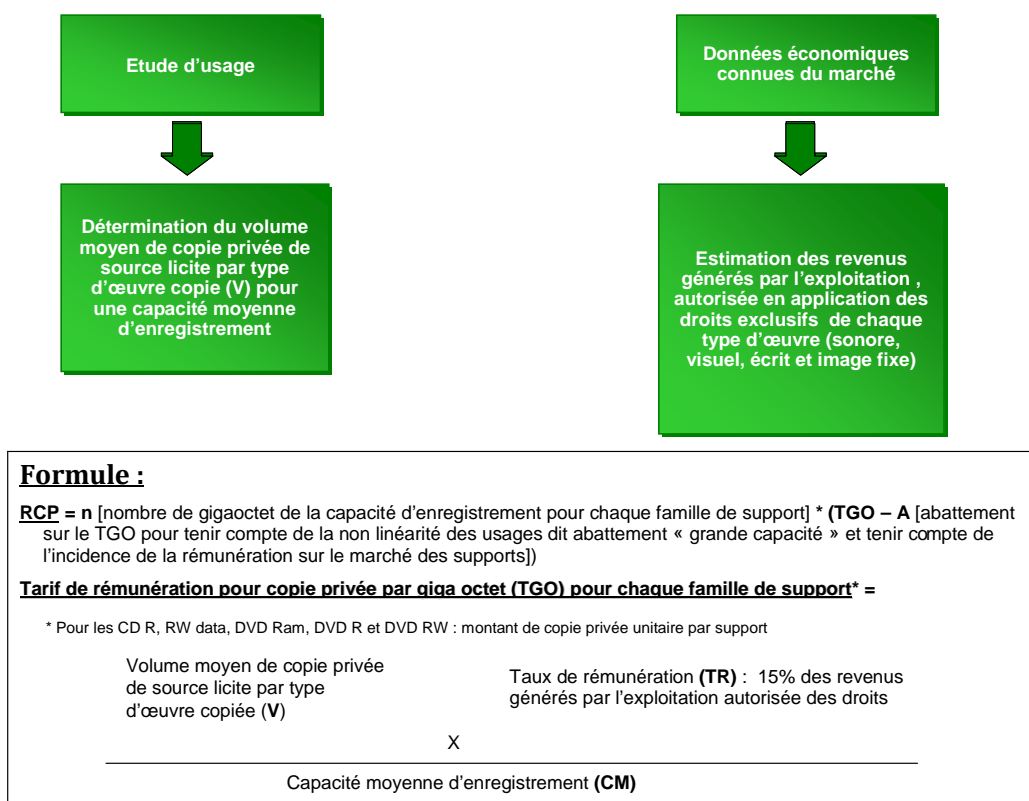 Etude d'usage
Données économiques
connues du marché
Détermination du volume
moyen de copie privée de
source licite par type
d'œuvre copie (V) pour
une capacité moyenne
d'enregistrement
Estimation des revenus
générés par l'exploitation ,
autorisée en application des
droits exclusifs de chaque
type d'œuvre (sonore,
visuel, écrit et image fixe)
Formule :
RCP = n [nombre de gigaoctet de la capacité d'enregistrement pour chaque famille de support] * (TGO – A [abattement
sur le TGO pour tenir compte de la non linéarité des usages dit abattement « grande capacité » et tenir compte de
l'incidence de la rémunération sur le marché des supports])
Tarif de rémunération pour copie privée par giga octet (TGO) pour chaque famille de support* =
* Pour les CD R, RW data, DVD Ram, DVD R et DVD RW : montant de copie privée unitaire par support
Volume moyen de copie privée
de source licite par type
d'œuvre copiée (V)
Taux de rémunération (TR) : 15% des revenus
générés par l'exploitation autorisée des droits
X
Capacité moyenne d'enregistrement (CM)